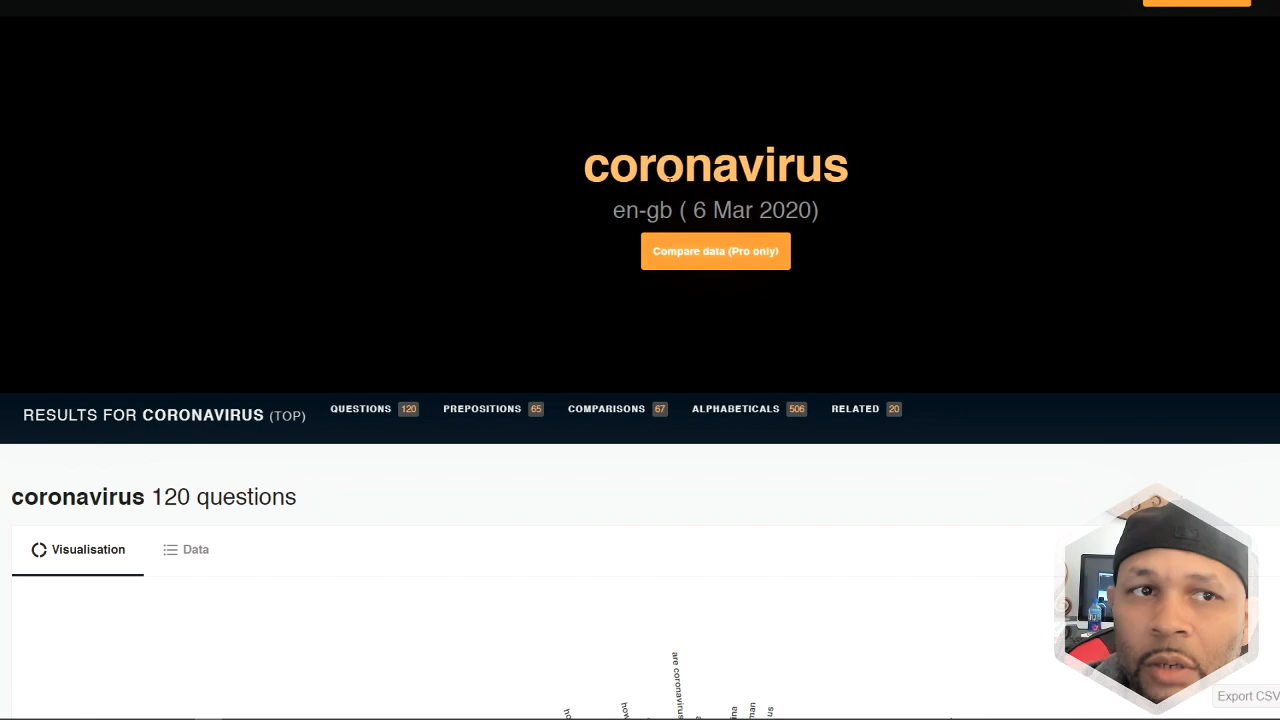 coronavirus
en-gb ( 6 Mar 2020)
Compare data (Pro only)
RESULTS FOR CORONAVIRUS (TOP)
QUESTIONS 120
PREPOSITIONS 65
COMPARISONS 67
ALPHABETICALS 506
RELATED 20
coronavirus 120 questions
Visualisation
Data
are coronavirus
how
Export CSV